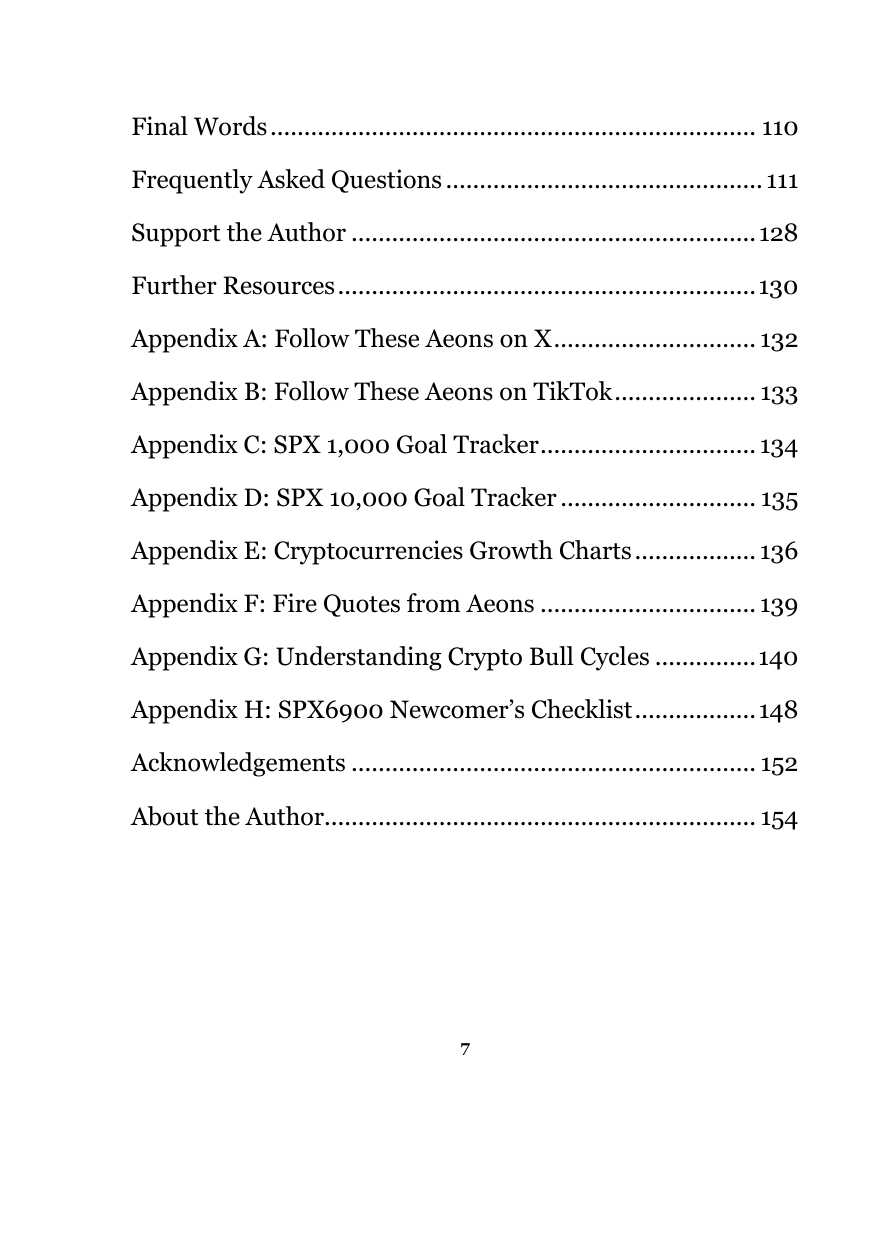 Final Words ........................................................................ 110
Frequently Asked Questions ............................................... 111
Support the Author ............................................................ 128
Further Resources .............................................................. 130
Appendix A: Follow These Aeons on X .............................. 132
Appendix B: Follow These Aeons on TikTok ..................... 133
Appendix C: SPX 1,000 Goal Tracker ................................ 134
Appendix D: SPX 10,000 Goal Tracker ............................. 135
Appendix E: Cryptocurrencies Growth Charts .................. 136
Appendix F: Fire Quotes from Aeons ................................ 139
Appendix G: Understanding Crypto Bull Cycles ............... 140
Appendix H: SPX6900 Newcomer’s Checklist .................. 148
Acknowledgements ............................................................ 152
About the Author ................................................................ 154
7